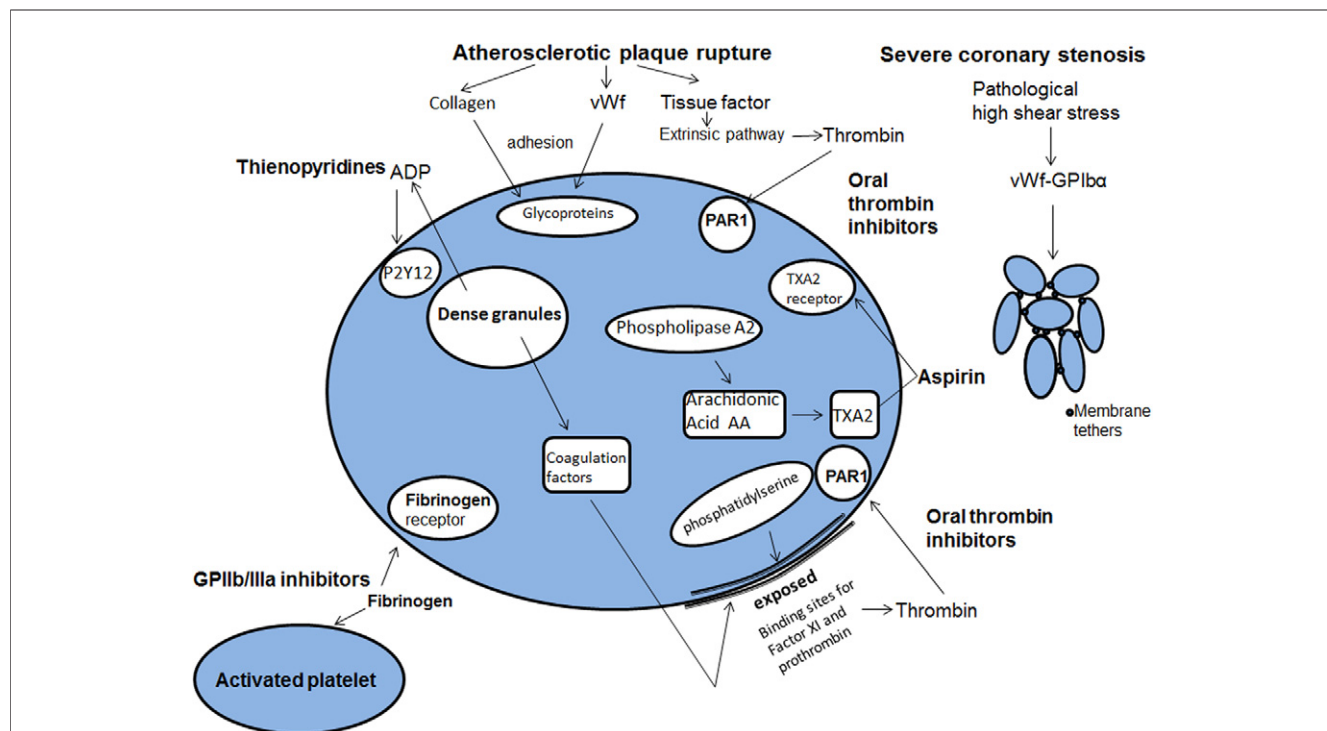 Atherosclerotic plaque rupture
Severe coronary stenosis
Collagen
vWf
Tissue factor
Pathological
high shear stress
adhesion
Extrinsic pathway
Thrombin
Thienopyridines
ADP
Oral
thrombin
inhibitors
vWf-GPIbα
Glycoproteins
PAR1
P2Y12
TXA2
receptor
Dense granules
Phospholipase A2
Aspirin
Arachidonic
Acid AA
TXA2
Membrane
tethers
Coagulation
factors
PAR1
phosphatidylserine
Fibrinogen
receptor
Oral thrombin
inhibitors
GPIIb/IIIa inhibitors
Fibrinogen
exposed
Binding sites for
Factor XI and
prothrombin
Thrombin
Activated platelet